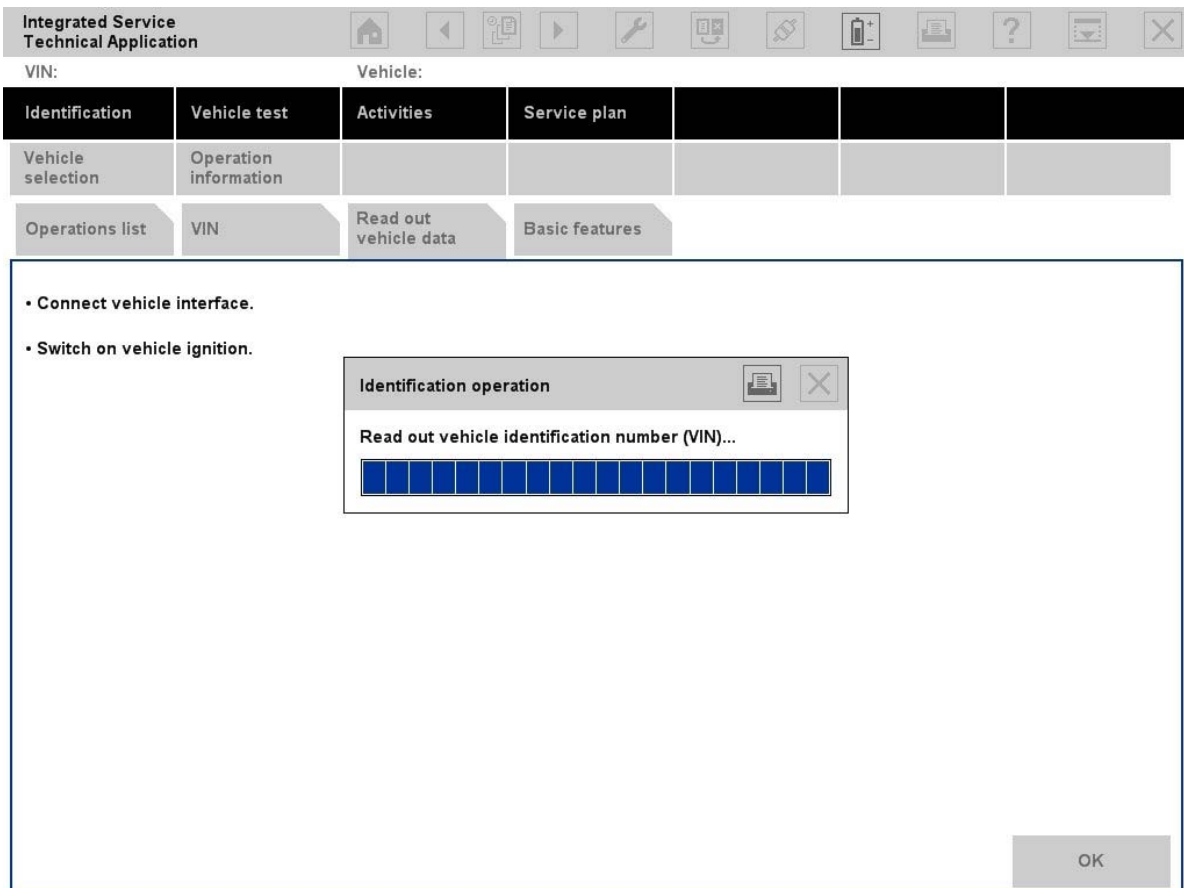 Integrated Service
Technical Application
VIN:
Vehicle:
Identification
Vehicle test
Activities
Service plan
Vehicle
selection
Operation
information
Operations list
VIN
Read out
vehicle data
Basic features
• Connect vehicle interface.
• Switch on vehicle ignition.
Identification operation
Read out vehicle identification number (VIN)...
OK